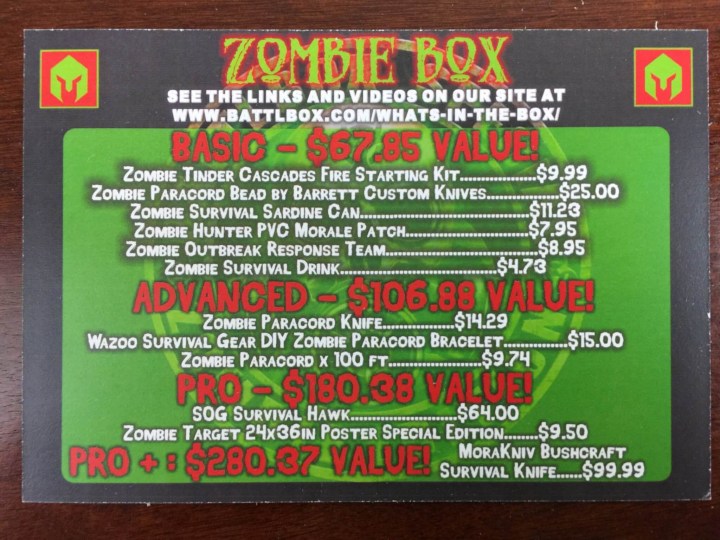 ZOMBIE BOX
SEE THE LINKS AND VIDEOS ON OUR SITE AT
WWW.BATTLBOX.COM/WHATS-IN-THE-BOX/
BASIC - $67.85 VALUE!
ZOMBIE TINDER CASCADES FIRE STARTING KIT..................$9.99
ZOMBIE PARACORD BEAD BY BARRETT CUSTOM KNIVES.................$25.00
ZOMBIE SURVIVAL SARDINE CAN.......................................$11.23
ZOMBIE HUNTER PVC MORALE PATCH............................$7.95
ZOMBIE OUTBREAK RESPONSE TEAM...................................$8.95
ZOMBIE SURVIVAL DRINK....................................$4.73
ADVANCED - $106.88 VALUE!
ZOMBIE PARACORD KNIFE.................$14.29
WAZOO SURVIVAL GEAR DIY ZOMBIE PARACORD BRACELET...............$15.00
ZOMBIE PARACORD X 100 FT......................$9.74
PRO - $180.38 VALUE!
SOG SURVIVAL HAWK.........................$64.00
ZOMBIE TARGET 24X36IN POSTER SPECIAL EDITION........$9.50
PRO + : $280.37 VALUE! MORAKNIV BUSHCRAFT
SURVIVAL KNIFE......$99.99